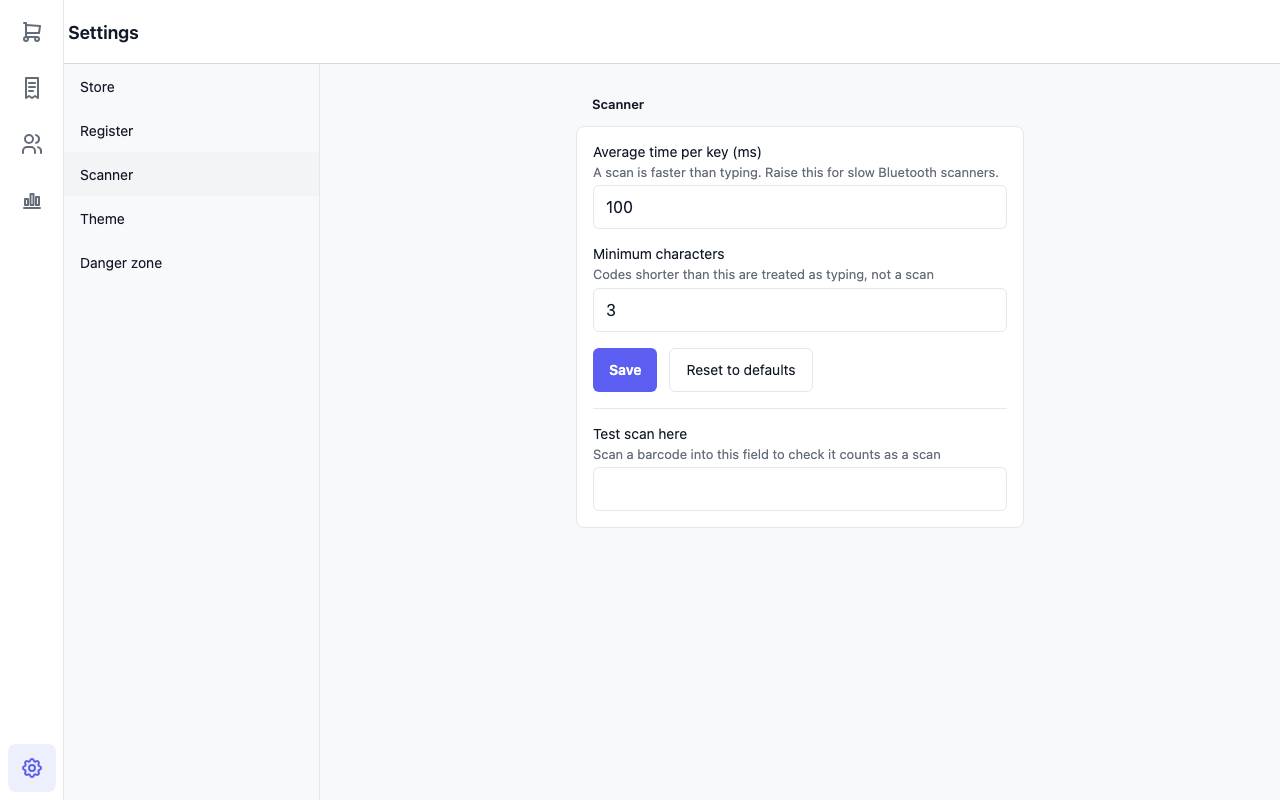 Settings
Store
Register
Scanner
Theme
Danger zone
Scanner
Average time per key (ms)
A scan is faster than typing. Raise this for slow Bluetooth scanners.
100
Minimum characters
Codes shorter than this are treated as typing, not a scan
3
Save
Reset to defaults
Test scan here
Scan a barcode into this field to check it counts as a scan